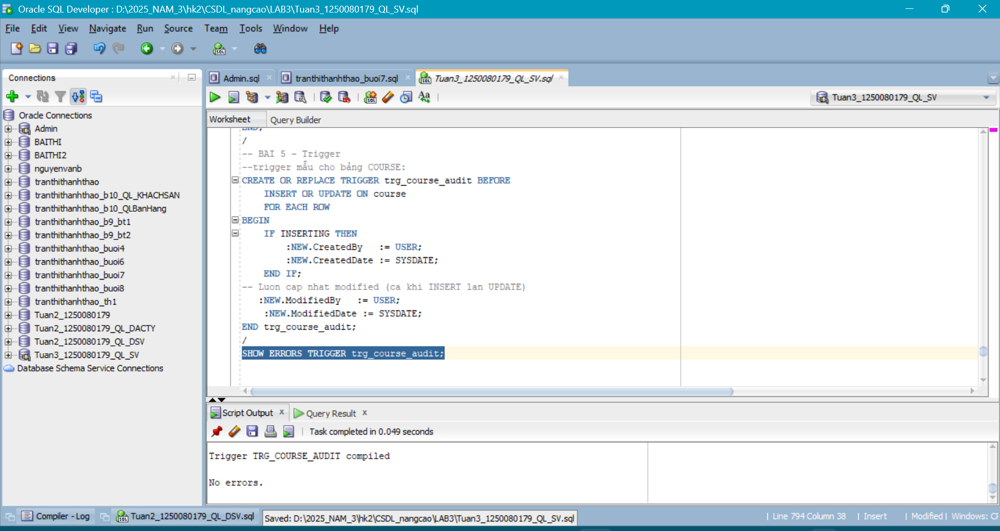 Oracle SQL Developer : D:\2025_NAM_3\hk2\CSDL_nangcao\LAB3\Tuan3_1250080179_QL_SV.sql
File Edit View Navigate Run Source Team Tools Window Help
Connections
Oracle Connections
Admin
BAITHI
BAITHI2
nguyenvanb
tranthithanhthao
tranthithanhthao_b10_QL_KHACHSAN
tranthithanhthao_b10_QLBanHang
tranthithanhthao_b9_bt1
tranthithanhthao_b9_bt2
tranthithanhthao_buoi4
tranthithanhthao_buoi6
tranthithanhthao_buoi7
tranthithanhthao_buoi8
tranthithanhthao_th1
Tuan2_1250080179
Tuan2_1250080179_QL_DACTY
Tuan2_1250080179_QL_DSV
Tuan3_1250080179_QL_SV
Database Schema Service Connections
Admin.sql tranthithanhthao_buoi7.sql Tuan3_1250080179_QL_SV.sql
Tuan3_1250080179_QL_SV
Worksheet Query Builder
END;
/
-- BAI 5 - Trigger
--trigger mẫu cho bảng COURSE:
CREATE OR REPLACE TRIGGER trg_course_audit BEFORE
INSERT OR UPDATE ON course
FOR EACH ROW
BEGIN
IF INSERTING THEN
:NEW.CreatedBy := USER;
:NEW.CreatedDate := SYSDATE;
END IF;
-- Luon cap nhat modified (ca khi INSERT lan UPDATE)
:NEW.ModifiedBy := USER;
:NEW.ModifiedDate := SYSDATE;
END trg_course_audit;
/
SHOW ERRORS TRIGGER trg_course_audit;
Script Output Query Result
Task completed in 0.049 seconds
Trigger TRG_COURSE_AUDIT compiled
No errors.
Compiler - Log Tuan2_1250080179_QL_DSV.sql Saved: D:\2025_NAM_3\hk2\CSDL_nangcao\LAB3\Tuan3_1250080179_QL_SV.sql
| Line 794 Column 38 | Insert | Modified | Windows: